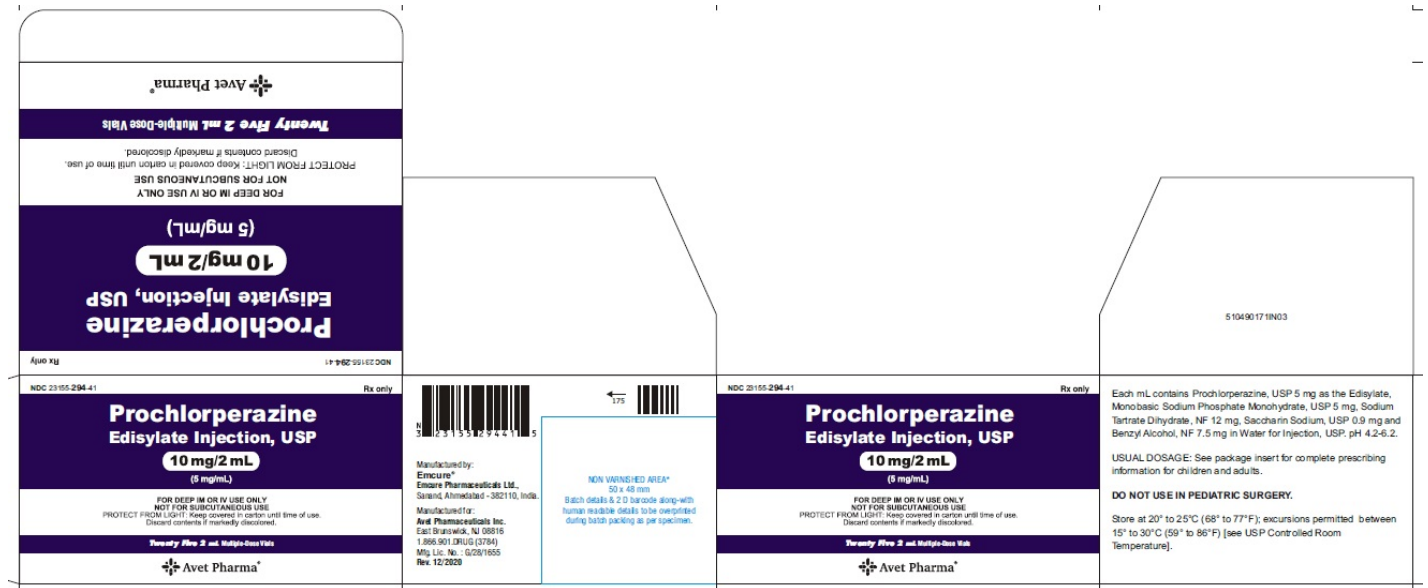 Avet Pharma®
Twenty Five 2 mL Multiple-Dose Vials
Discard contents if markedly discolored.
PROTECT FROM LIGHT: Keep covered in carton until time of use.
NOT FOR SUBCUTANEOUS USE
FOR DEEP IM OR IV USE ONLY
(5 mg/mL)
10 mg/2 mL
Edisylate Injection, USP
Prochlorperazine
NDC 23155-294-41 Rx only
NDC 23155-294-41 Rx only
Prochlorperazine
Edisylate Injection, USP
10 mg/2 mL
(5 mg/mL)
FOR DEEP IM OR IV USE ONLY
NOT FOR SUBCUTANEOUS USE
PROTECT FROM LIGHT: Keep covered in carton until time of use.
Discard contents if markedly discolored.
Twenty Five 2 mL Multiple-Dose Vials
Avet Pharma®
N
3 23155 29441 5
Manufactured by:
Emcure®
Emcure Pharmaceuticals Ltd.,
Sanand, Ahmedabad - 382110, India.
Manufactured for:
Avet Pharmaceuticals Inc.
East Brunswick, NJ 08816
1.866.901.DRUG (3784)
Mfg. Lic. No. : G/28/1655
Rev. 12/2020
175
NON VARNISHED AREA*
50 x 48 mm
Batch details & 2 D barcode along-with
human readable details to be overprinted
during batch packing as per specimen.
NDC 23155-294-41 Rx only
Prochlorperazine
Edisylate Injection, USP
10 mg/2 mL
(5 mg/mL)
FOR DEEP IM OR IV USE ONLY
NOT FOR SUBCUTANEOUS USE
PROTECT FROM LIGHT: Keep covered in carton until time of use.
Discard contents if markedly discolored.
Twenty Five 2 mL Multiple-Dose Vials
Avet Pharma®
510490171IN03
Each mL contains Prochlorperazine, USP 5 mg as the Edisylate,
Monobasic Sodium Phosphate Monohydrate, USP 5 mg, Sodium
Tartrate Dihydrate, NF 12 mg, Saccharin Sodium, USP 0.9 mg and
Benzyl Alcohol, NF 7.5 mg in Water for Injection, USP. pH 4.2-6.2.
USUAL DOSAGE: See package insert for complete prescribing
information for children and adults.
DO NOT USE IN PEDIATRIC SURGERY.
Store at 20° to 25°C (68° to 77°F); excursions permitted between
15° to 30°C (59° to 86°F) [see USP Controlled Room
Temperature].